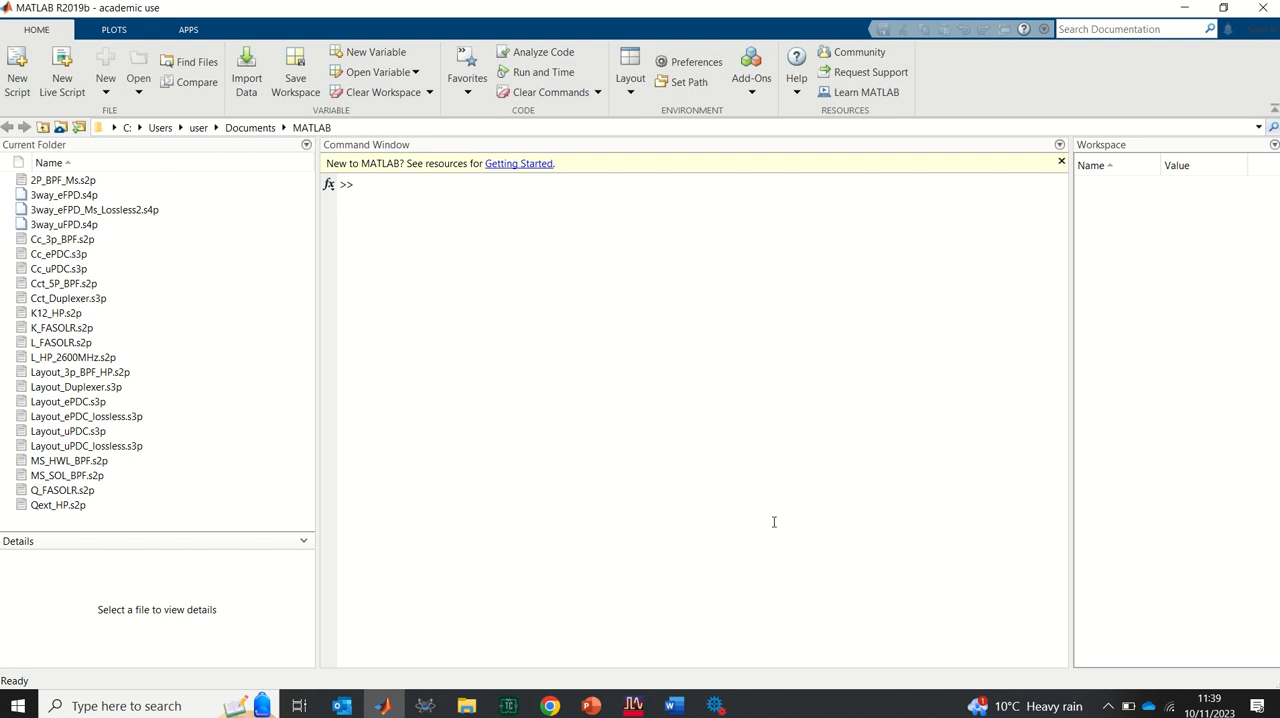 MATLAB R2019b - academic use
HOME PLOTS APPS
Search Documentation
New Script
New Live Script
New
Open
Find Files
Compare
FILE
Import Data
Save Workspace
New Variable
Open Variable
Clear Workspace
VARIABLE
Favorites
Analyze Code
Run and Time
Clear Commands
CODE
Layout
Preferences
Set Path
Add-Ons
ENVIRONMENT
Help
Community
Request Support
Learn MATLAB
RESOURCES
C: Users user Documents MATLAB
Current Folder
Name
2P_BPF_Ms.s2p
3way_eFPD.s4p
3way_eFPD_Ms_Lossless2.s4p
3way_uFPD.s4p
Cc_3p_BPF.s2p
Cc_ePDC.s3p
Cc_uPDC.s3p
Cct_5P_BPF.s2p
Cct_Duplexer.s3p
K12_HP.s2p
K_FASOLR.s2p
L_FASOLR.s2p
L_HP_2600MHz.s2p
Layout_3p_BPF_HP.s2p
Layout_Duplexer.s3p
Layout_ePDC.s3p
Layout_ePDC_lossless.s3p
Layout_uPDC.s3p
Layout_uPDC_lossless.s3p
MS_HWL_BPF.s2p
MS_SOL_BPF.s2p
Q_FASOLR.s2p
Qext_HP.s2p
Details
Select a file to view details
Command Window
New to MATLAB? See resources for Getting Started.
fx >>
Workspace
Name Value
Ready
Type here to search
10°C Heavy rain
11:39
10/11/2023